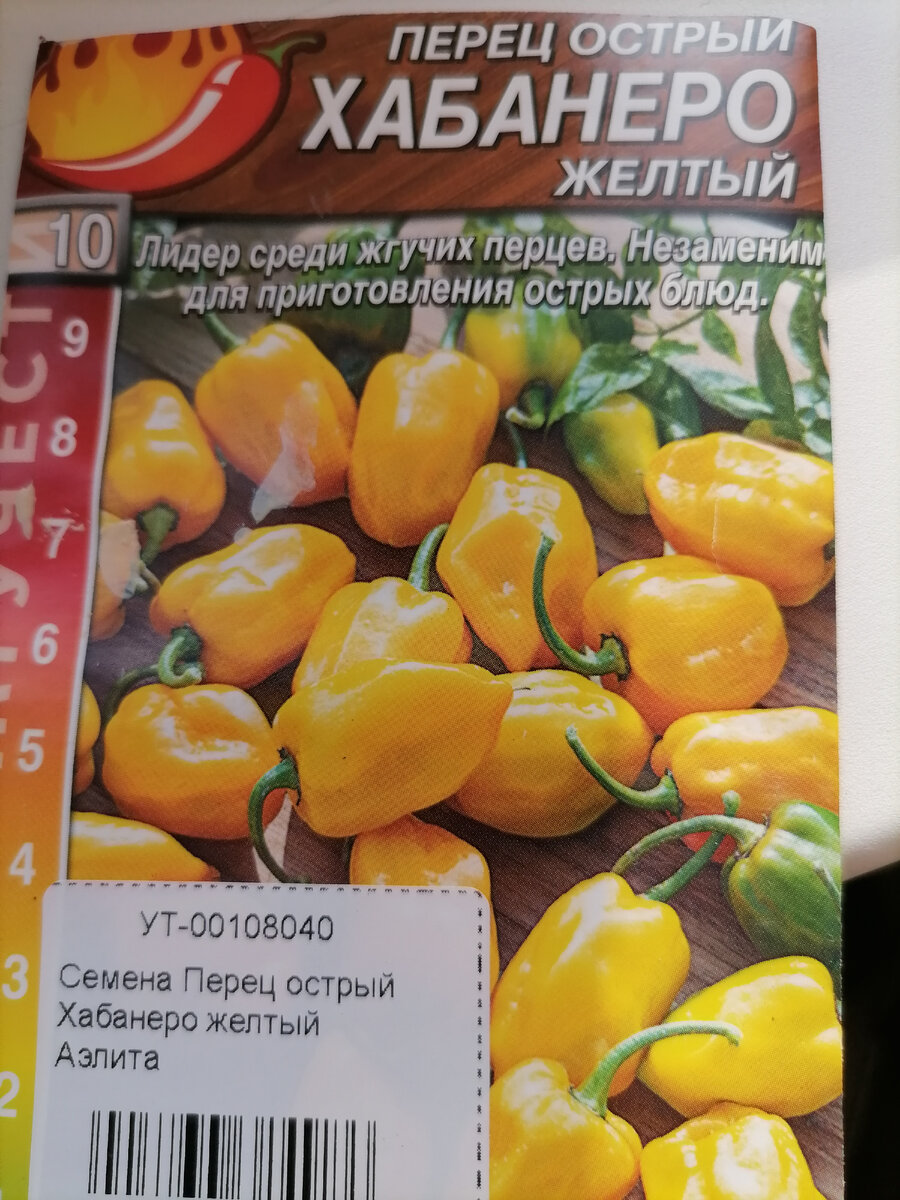 ПЕРЕЦ ОСТРЫЙ
ХАБАНЕРО
ЖЕЛТЫЙ
10
Лидер среди жгучих перцев. Незаменим
для приготовления острых блюд.
9
8
7
6
5
4
3
2
УТ-00108040
Семена Перец острый
Хабанеро желтый
Аэлита